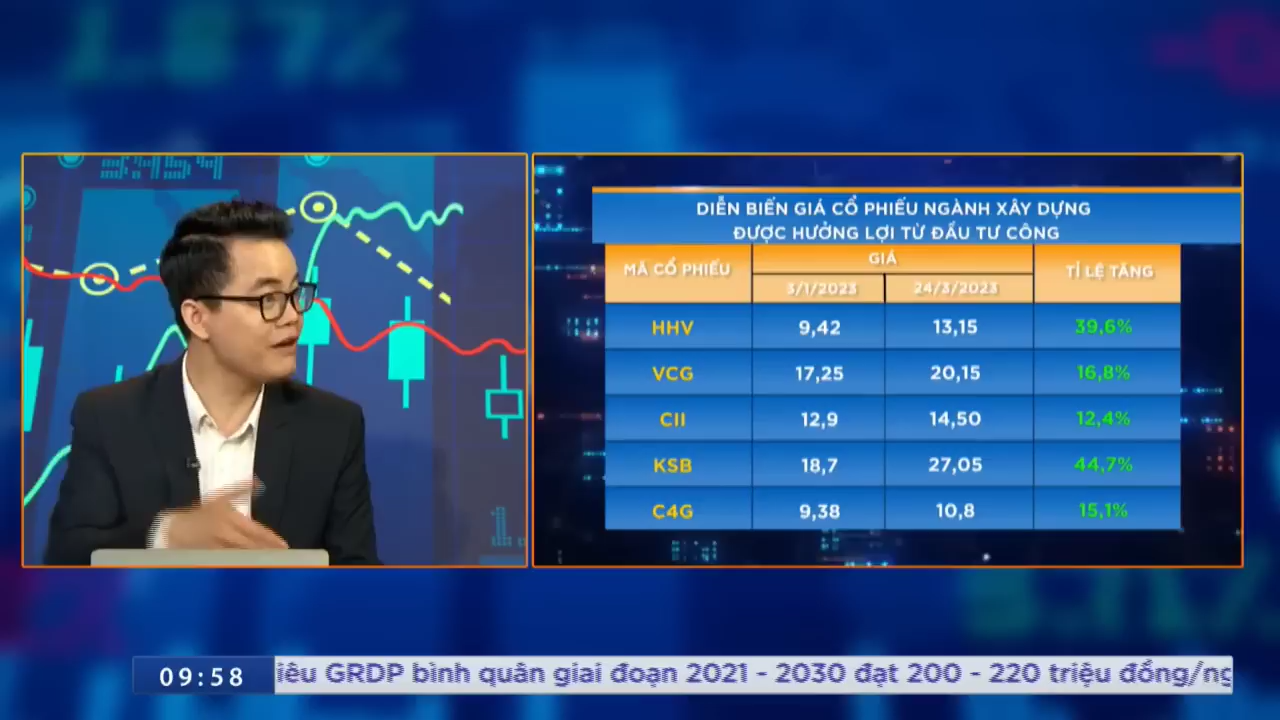 DIỄN BIẾN GIÁ CỔ PHIẾU NGÀNH XÂY DỰNG
ĐƯỢC HƯỞNG LỢI TỪ ĐẦU TƯ CÔNG
MÃ CỔ PHIẾU GIÁ TỈ LỆ TĂNG
3/1/2023 24/3/2023
HHV 9,42 13,15 39,6%
VCG 17,25 20,15 16,8%
CII 12,9 14,50 12,4%
KSB 18,7 27,05 44,7%
C4G 9,38 10,8 15,1%
09:58 iêu GRDP bình quân giai đoạn 2021 - 2030 đạt 200 - 220 triệu đồng/ng